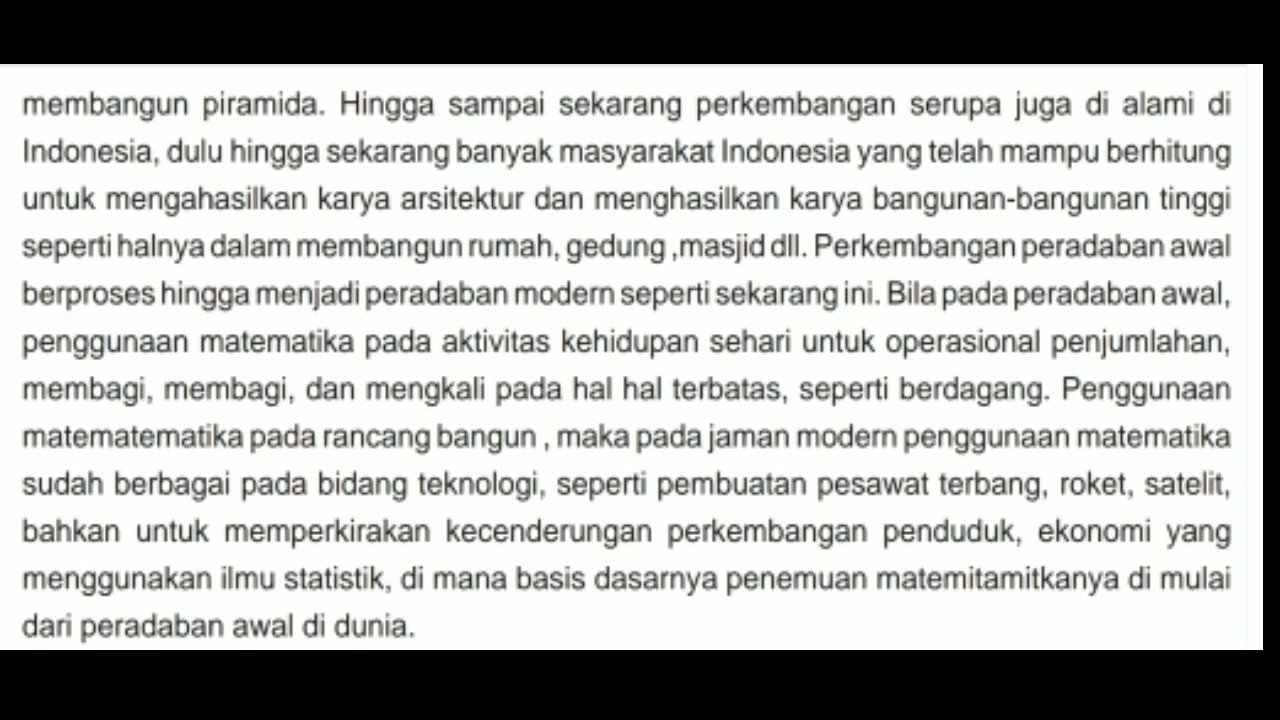 membangun piramida. Hingga sampai sekarang perkembangan serupa juga di alami di
Indonesia, dulu hingga sekarang banyak masyarakat Indonesia yang telah mampu berhitung
untuk mengahasilkan karya arsitektur dan menghasilkan karya bangunan-bangunan tinggi
seperti halnya dalam membangun rumah, gedung ,masjid dll. Perkembangan peradaban awal
berproses hingga menjadi peradaban modern seperti sekarang ini. Bila pada peradaban awal,
penggunaan matematika pada aktivitas kehidupan sehari untuk operasional penjumlahan,
membagi, membagi, dan mengkali pada hal hal terbatas, seperti berdagang. Penggunaan
matematematika pada rancang bangun , maka pada jaman modern penggunaan matematika
sudah berbagai pada bidang teknologi, seperti pembuatan pesawat terbang, roket, satelit,
bahkan untuk memperkirakan kecenderungan perkembangan penduduk, ekonomi yang
menggunakan ilmu statistik, di mana basis dasarnya penemuan matemitamitkanya di mulai
dari peradaban awal di dunia.